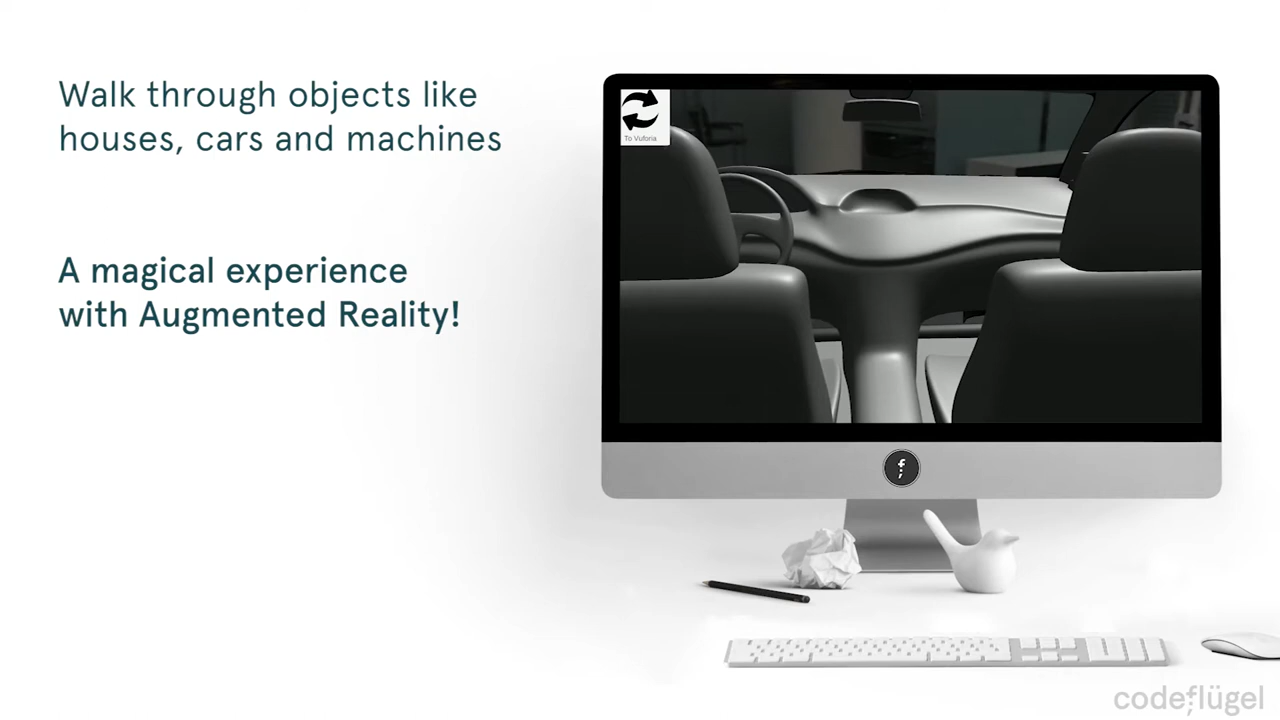 Walk through objects like
houses, cars and machines
A magical experience
with Augmented Reality!
To Vuforia
f;
codeflügel